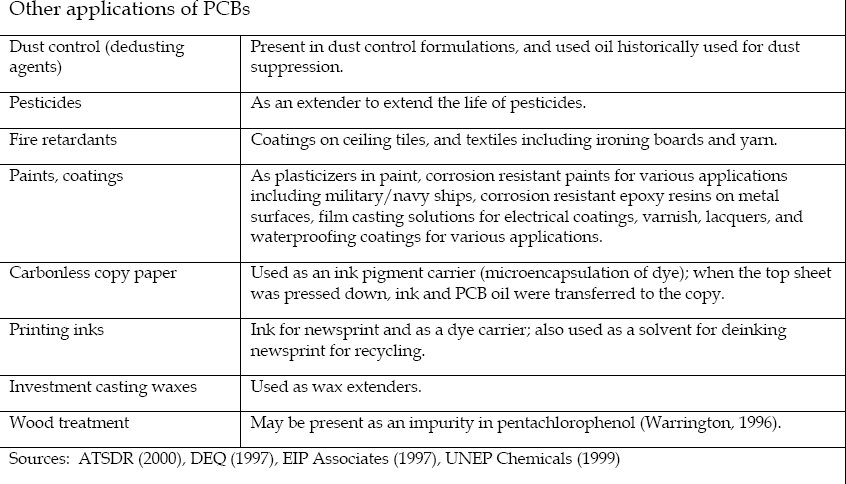 Other applications of PCBs
Dust control (dedusting
agents)
Present in dust control formulations, and used oil historically used for dust
suppression.
Pesticides
As an extender to extend the life of pesticides.
Fire retardants
Coatings on ceiling tiles, and textiles including ironing boards and yarn.
Paints, coatings
As plasticizers in paint, corrosion resistant paints for various applications
including military/navy ships, corrosion resistant epoxy resins on metal
surfaces, film casting solutions for electrical coatings, varnish, lacquers, and
waterproofing coatings for various applications.
Carbonless copy paper
Used as an ink pigment carrier (microencapsulation of dye); when the top sheet
was pressed down, ink and PCB oil were transferred to the copy.
Printing inks
Ink for newsprint and as a dye carrier; also used as a solvent for deinking
newsprint for recycling.
Investment casting waxes
Used as wax extenders.
Wood treatment
May be present as an impurity in pentachlorophenol (Warrington, 1996).
Sources:  ATSDR (2000), DEQ (1997), EIP Associates (1997), UNEP Chemicals (1999)